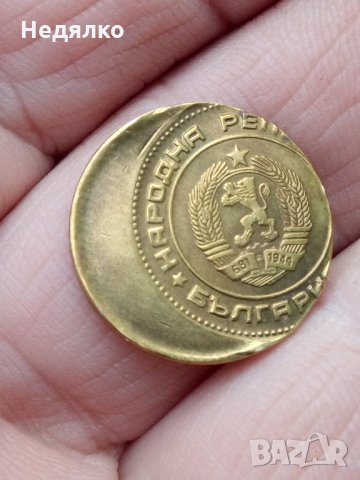 Недялко
НАРОДНА РЕП
681 1944
БЪЛГАРИ
BAZAR
bg